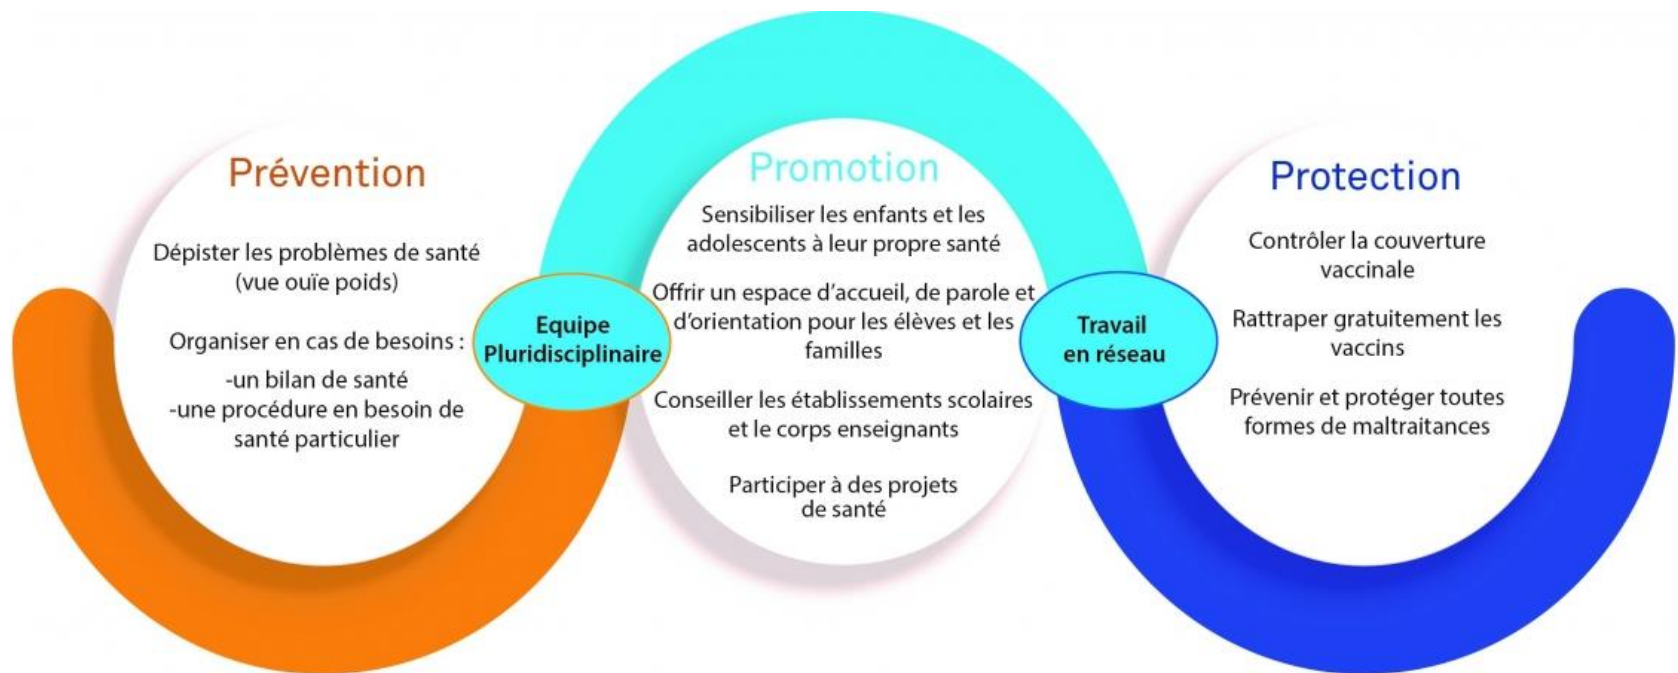 Prévention
Dépister les problèmes de santé
(vue ouïe poids)
Organiser en cas de besoins :
-un bilan de santé
-une procédure en besoin de
santé particulier
Equipe
Pluridisciplinaire
Promotion
Sensibiliser les enfants et les
adolescents à leur propre santé
Offrir un espace d'accueil, de parole et
d'orientation pour les élèves et les
familles
Conseiller les établissements scolaires
et le corps enseignants
Participer à des projets
de santé
Travail
en réseau
Protection
Contrôler la couverture
vaccinale
Rattraper gratuitement les
vaccins
Prévenir et protéger toutes
formes de maltraitances